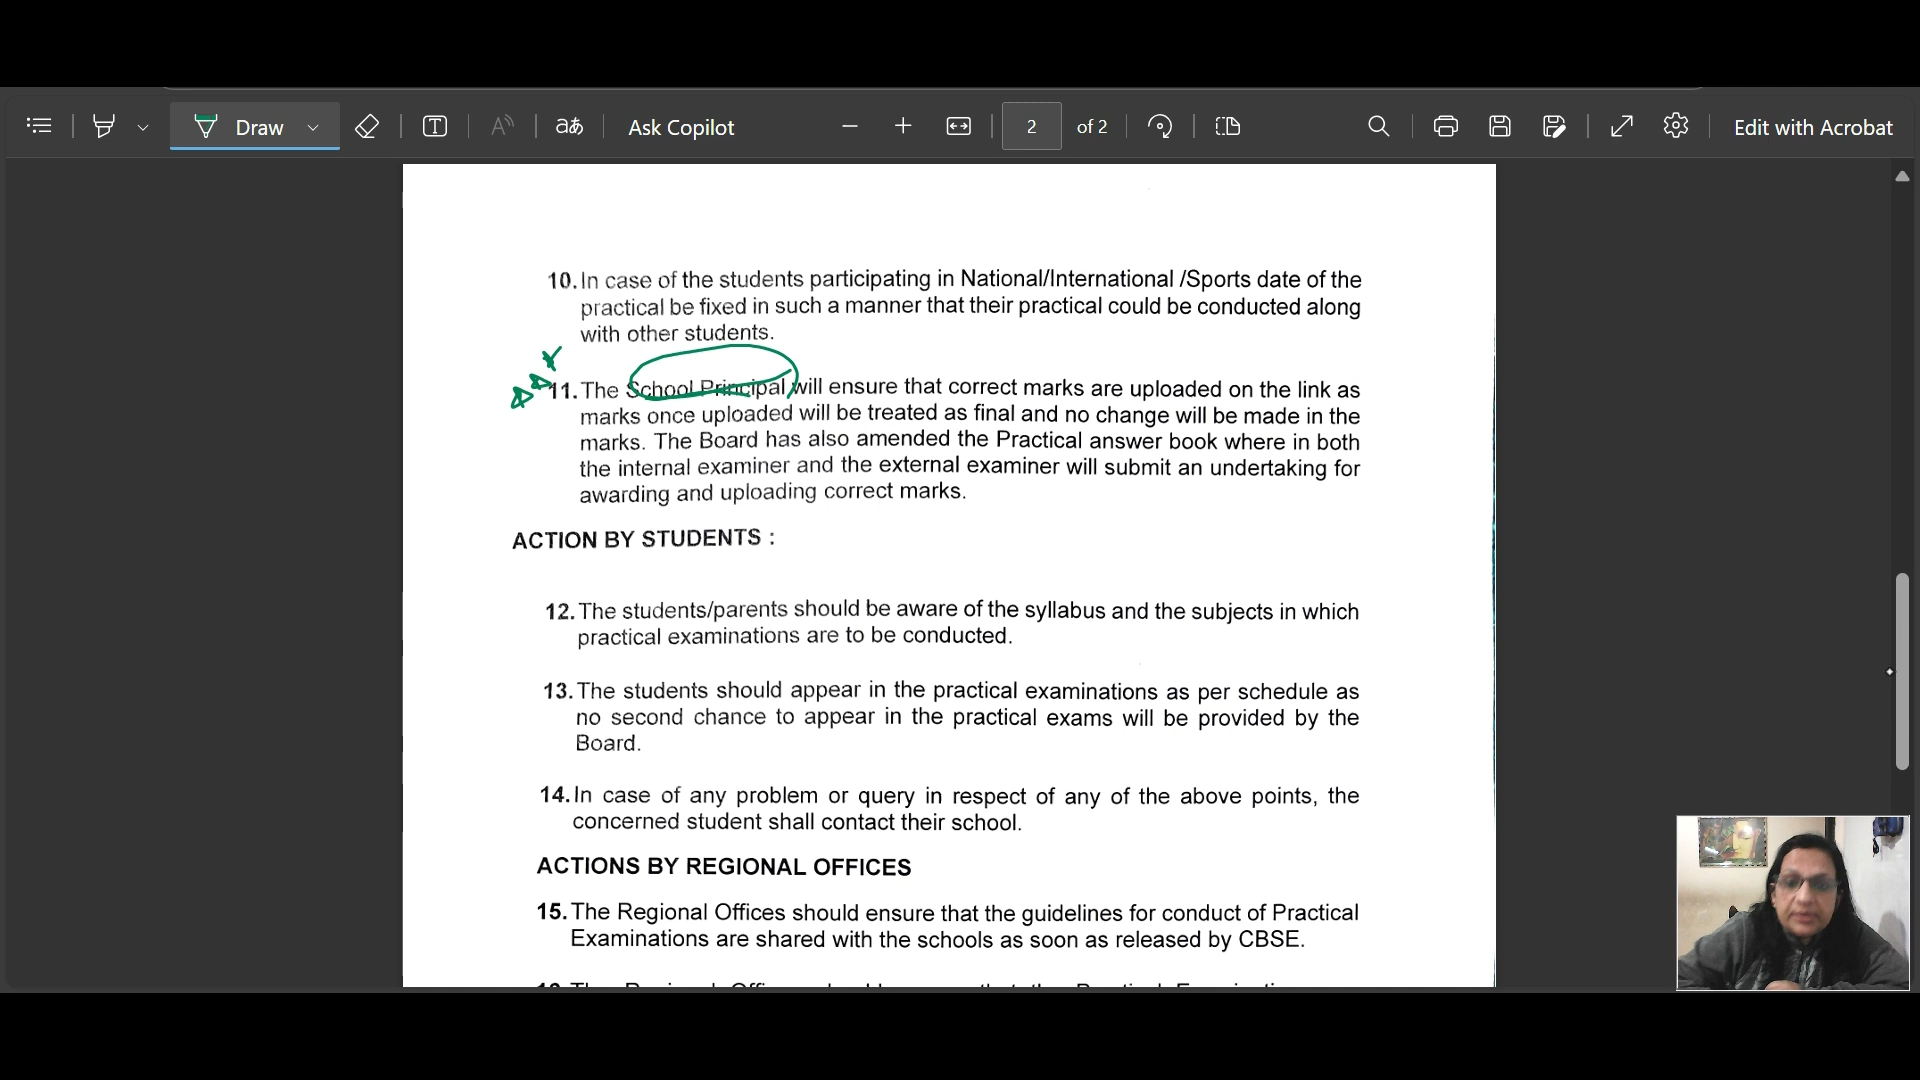 Draw
Ask Copilot
2
of 2
Edit with Acrobat
10. In case of the students participating in National/International /Sports date of the
practical be fixed in such a manner that their practical could be conducted along
with other students.
11. The School Principal will ensure that correct marks are uploaded on the link as
marks once uploaded will be treated as final and no change will be made in the
marks. The Board has also amended the Practical answer book where in both
the internal examiner and the external examiner will submit an undertaking for
awarding and uploading correct marks.
ACTION BY STUDENTS :
12. The students/parents should be aware of the syllabus and the subjects in which
practical examinations are to be conducted.
13. The students should appear in the practical examinations as per schedule as
no second chance to appear in the practical exams will be provided by the
Board.
14. In case of any problem or query in respect of any of the above points, the
concerned student shall contact their school.
ACTIONS BY REGIONAL OFFICES
15. The Regional Offices should ensure that the guidelines for conduct of Practical
Examinations are shared with the schools as soon as released by CBSE.